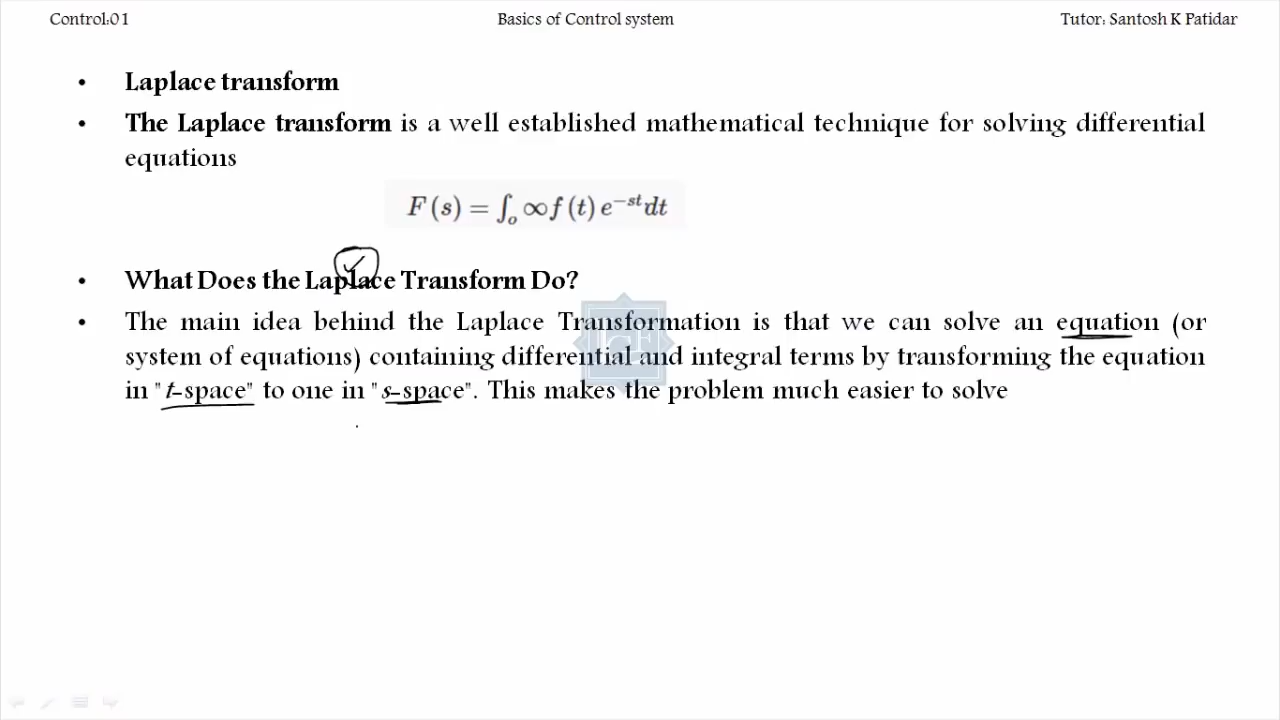 Control:01 Basics of Control system Tutor: Santosh K Patidar
• Laplace transform
• The Laplace transform is a well established mathematical technique for solving differential
equations
F(s) = ∫₀ ∞f(t) e^{-st}dt
• What Does the Laplace Transform Do?
• The main idea behind the Laplace Transformation is that we can solve an equation (or
system of equations) containing differential and integral terms by transforming the equation
in "t-space" to one in "s-space". This makes the problem much easier to solve